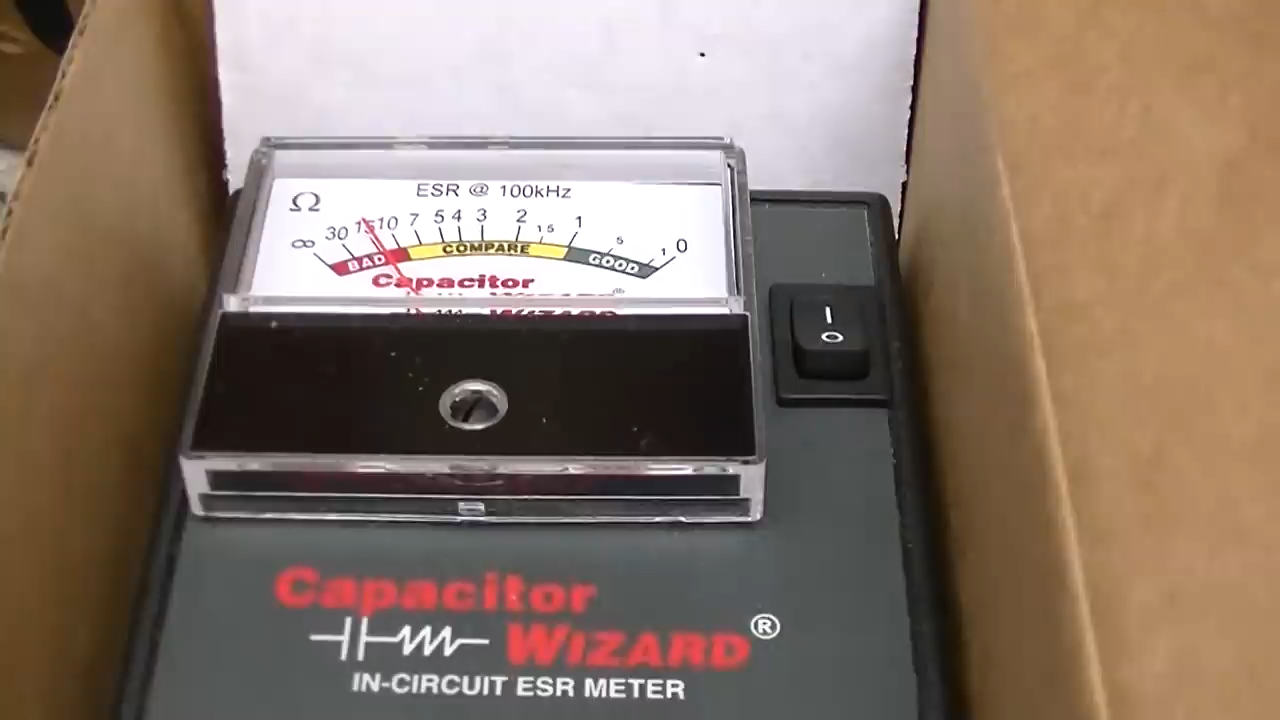 ESR @ 100kHz
Ω
∞ 30 15 10 7 5 4 3 2 1.5 1 .5 .1 0
BAD COMPARE GOOD
Capacitor
WIZARD
I
O
Capacitor
WIZARD®
IN-CIRCUIT ESR METER